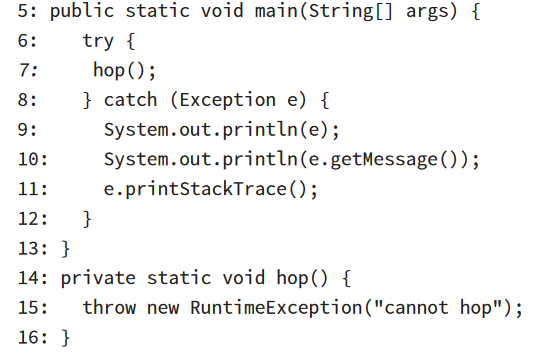 5: public static void main(String[] args) {
6:    try {
7:     hop();
8:    } catch (Exception e) {
9:      System.out.println(e);
10:     System.out.println(e.getMessage());
11:     e.printStackTrace();
12:   }
13: }
14: private static void hop() {
15:   throw new RuntimeException("cannot hop");
16: }